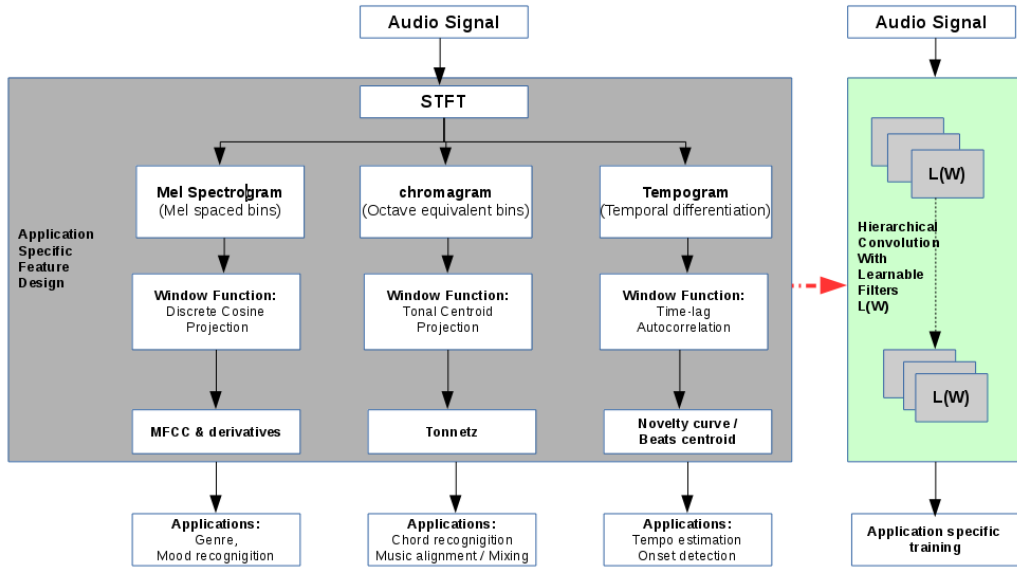 Audio Signal
STFT
Mel Spectrogram
(Mel spaced bins)
chromagram
(Octave equivalent bins)
Tempogram
(Temporal differentiation)
Application
Specific
Feature
Design
Window Function:
Discrete Cosine
Projection
Window Function:
Tonal Centroid
Projection
Window Function:
Time-lag
Autocorrelation
MFCC & derivatives
Tonnetz
Novelty curve /
Beats centroid
Applications:
Genre,
Mood recognigition
Applications:
Chord recognigition
Music alignment / Mixing
Applications:
Tempo estimation
Onset detection
Audio Signal
L(W)
Hierarchical
Convolution
With
Learnable
Filters
L(W)
L(W)
Application specific
training